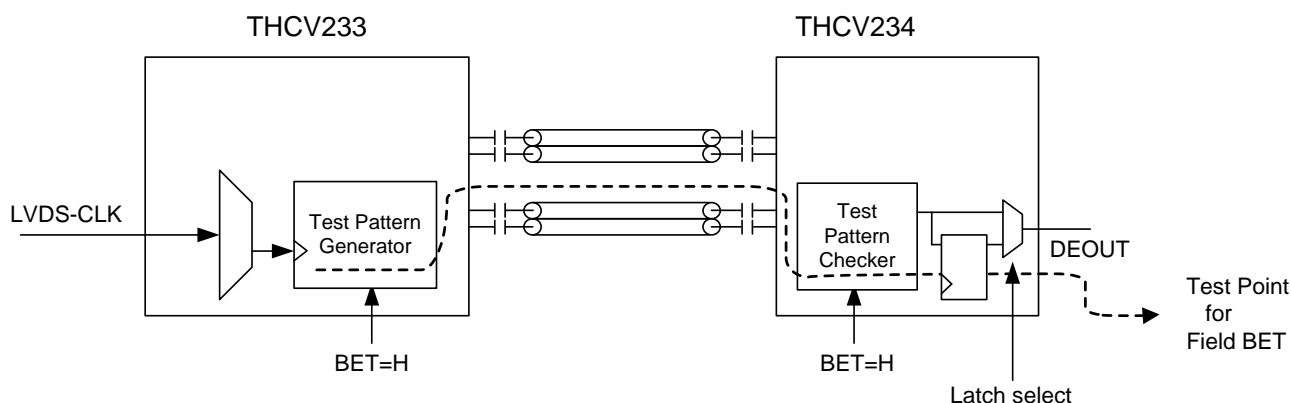 THCV233
THCV234
LVDS-CLK
Test Pattern
Generator
Test
Pattern
Checker
DEOUT
Test Point
for
Field BET
BET=H
BET=H
Latch select